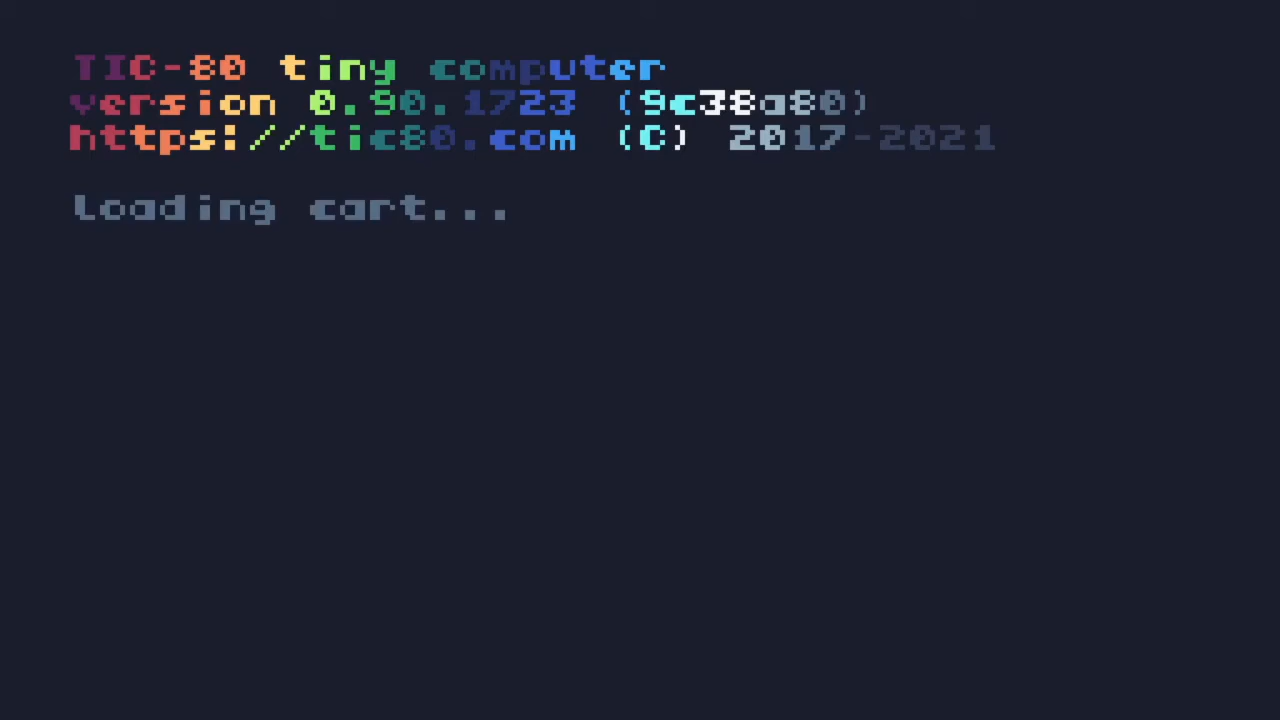 TIC-80 tiny computer
version 0.90.1723 (9c38a80)
https://tic80.com (C) 2017-2021
Loading cart...